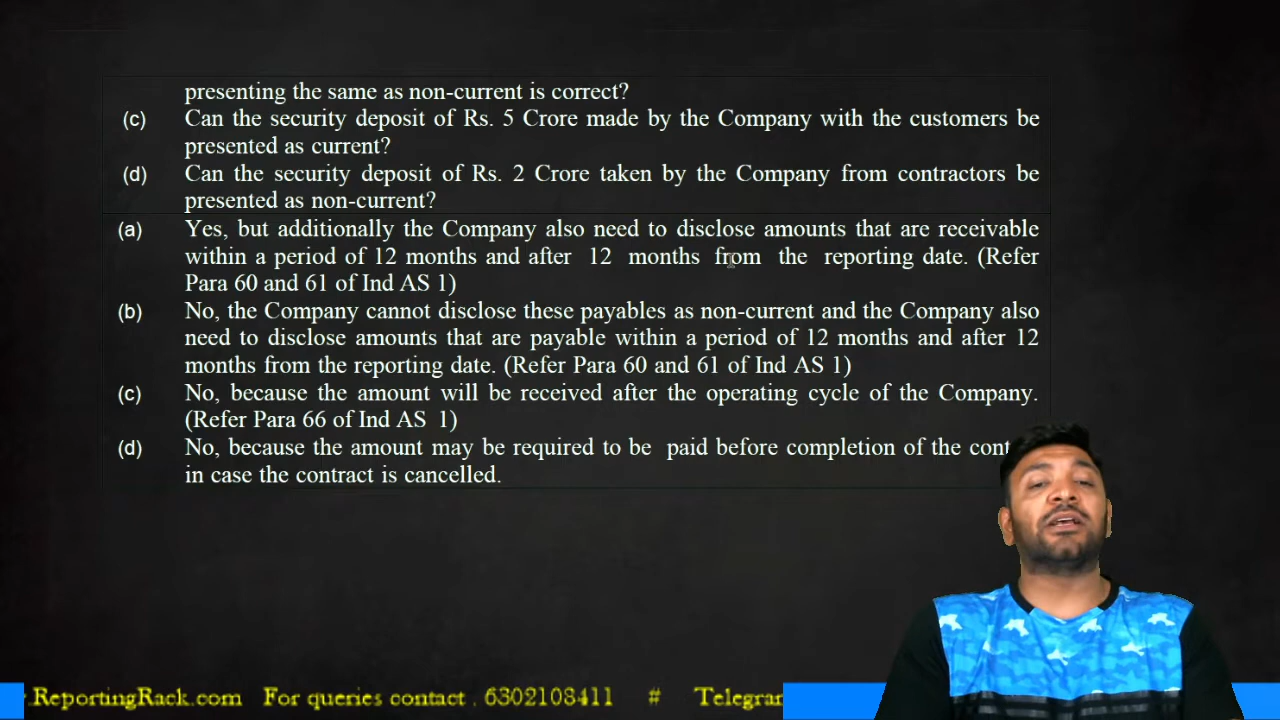 presenting the same as non-current is correct?
(c) Can the security deposit of Rs. 5 Crore made by the Company with the customers be
presented as current?
(d) Can the security deposit of Rs. 2 Crore taken by the Company from contractors be
presented as non-current?
(a) Yes, but additionally the Company also need to disclose amounts that are receivable
within a period of 12 months and after 12 months from the reporting date. (Refer
Para 60 and 61 of Ind AS 1)
(b) No, the Company cannot disclose these payables as non-current and the Company also
need to disclose amounts that are payable within a period of 12 months and after 12
months from the reporting date. (Refer Para 60 and 61 of Ind AS 1)
(c) No, because the amount will be received after the operating cycle of the Company.
(Refer Para 66 of Ind AS 1)
(d) No, because the amount may be required to be paid before completion of the
in case the contract is cancelled.
ReportingRack.com For queries contact . 6302108411 # Telegram